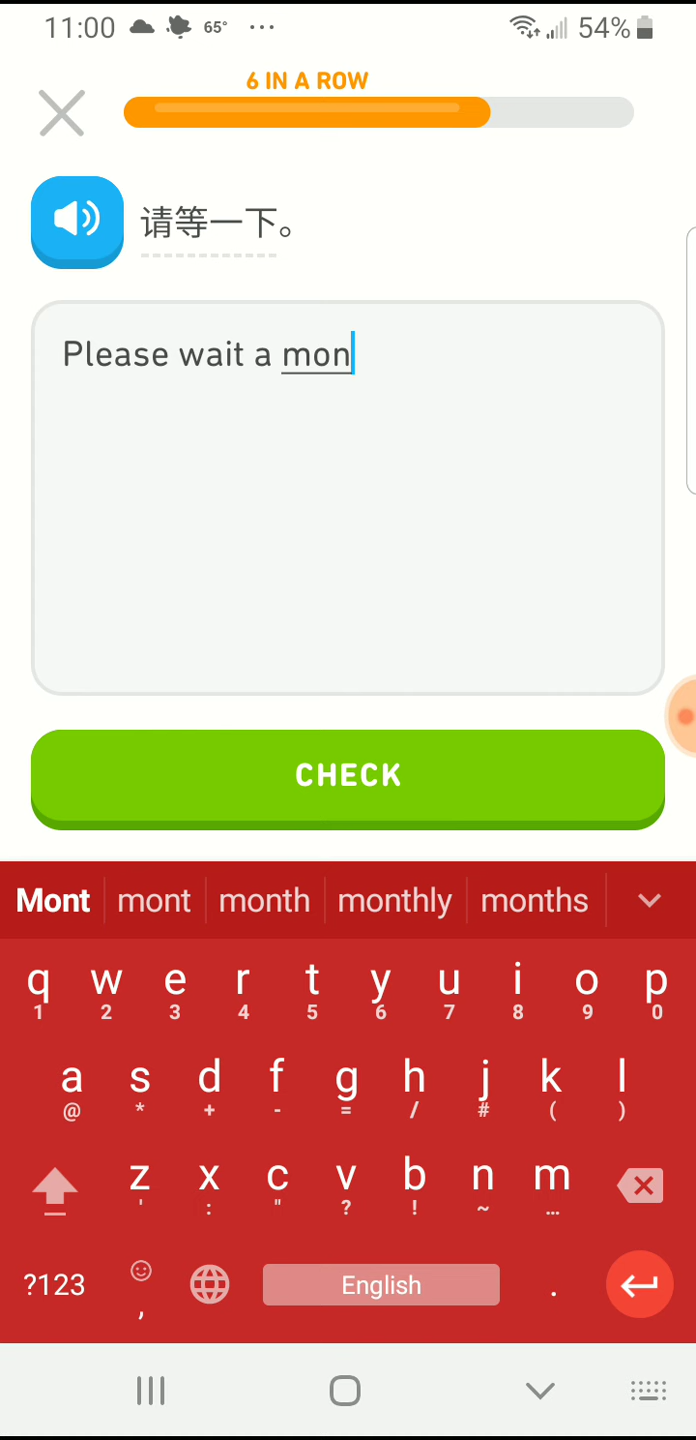 11:00 65° ... 54%
6 IN A ROW
请等一下。
Please wait a mon
CHECK
Mont mont month monthly months
q w e r t y u i o p
1 2 3 4 5 6 7 8 9 0
a s d f g h j k l
@ * + - = / # ( )
z x c v b n m
' : " ? ! ~ ...
?123 , English .